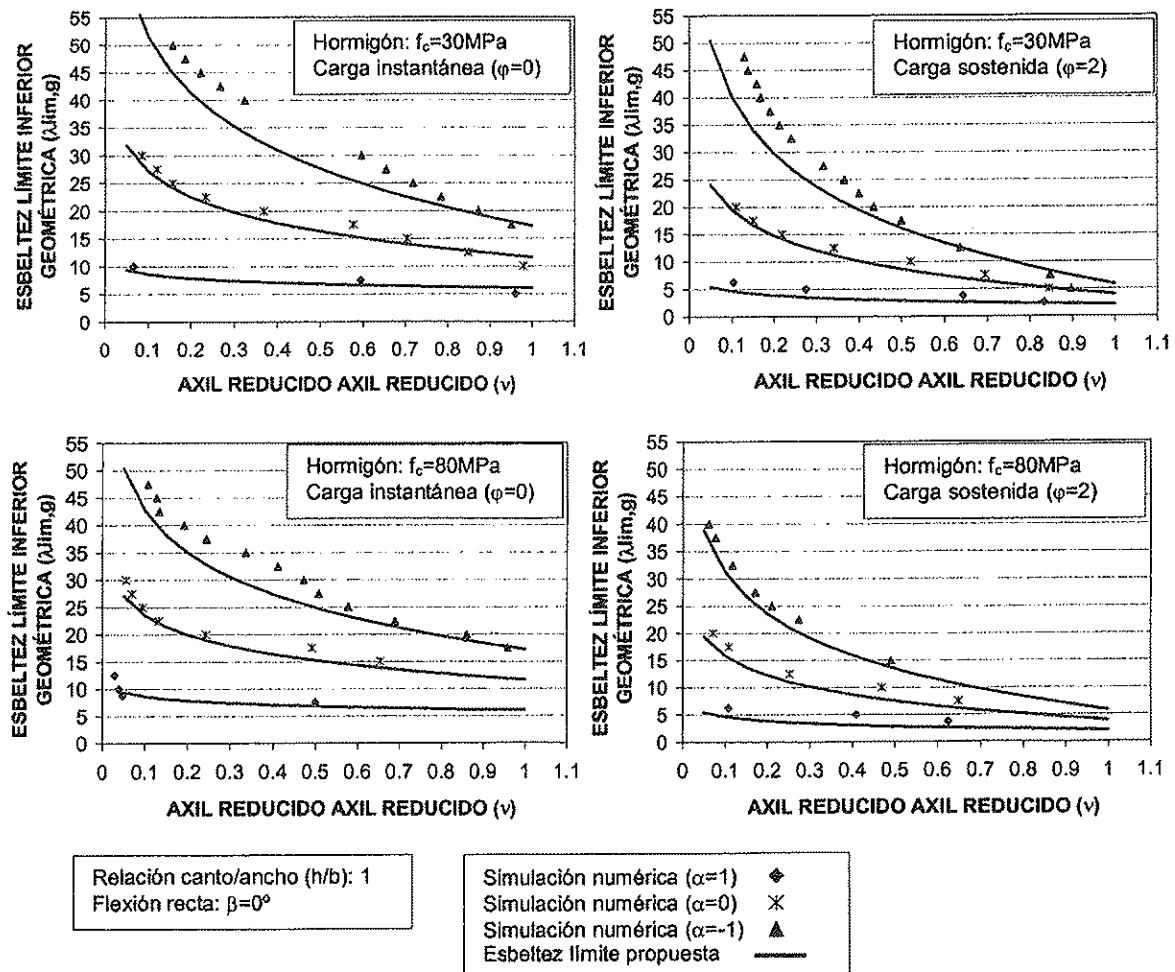 ESBELTEZ LÍMITE INFERIOR
GEOMÉTRICA (λlim,g)
55
50
45
40
35
30
25
20
15
10
5
0
Hormigón: fc=30MPa
Carga instantánea (φ=0)
0 0.1 0.2 0.3 0.4 0.5 0.6 0.7 0.8 0.9 1 1.1
AXIL REDUCIDO AXIL REDUCIDO (ν)
ESBELTEZ LÍMITE INFERIOR
GEOMÉTRICA (λlim,g)
55
50
45
40
35
30
25
20
15
10
5
0
Hormigón: fc=30MPa
Carga sostenida (φ=2)
0 0.1 0.2 0.3 0.4 0.5 0.6 0.7 0.8 0.9 1 1.1
AXIL REDUCIDO AXIL REDUCIDO (ν)
ESBELTEZ LÍMITE INFERIOR
GEOMÉTRICA (λlim,g)
55
50
45
40
35
30
25
20
15
10
5
0
Hormigón: fc=80MPa
Carga instantánea (φ=0)
0 0.1 0.2 0.3 0.4 0.5 0.6 0.7 0.8 0.9 1 1.1
AXIL REDUCIDO AXIL REDUCIDO (ν)
ESBELTEZ LÍMITE INFERIOR
GEOMÉTRICA (λlim,g)
55
50
45
40
35
30
25
20
15
10
5
0
Hormigón: fc=80MPa
Carga sostenida (φ=2)
0 0.1 0.2 0.3 0.4 0.5 0.6 0.7 0.8 0.9 1 1.1
AXIL REDUCIDO AXIL REDUCIDO (ν)
Relación canto/ancho (h/b): 1
Flexión recta: β=0º
Simulación numérica (α=1)
Simulación numérica (α=0)
Simulación numérica (α=-1)
Esbeltez límite propuesta